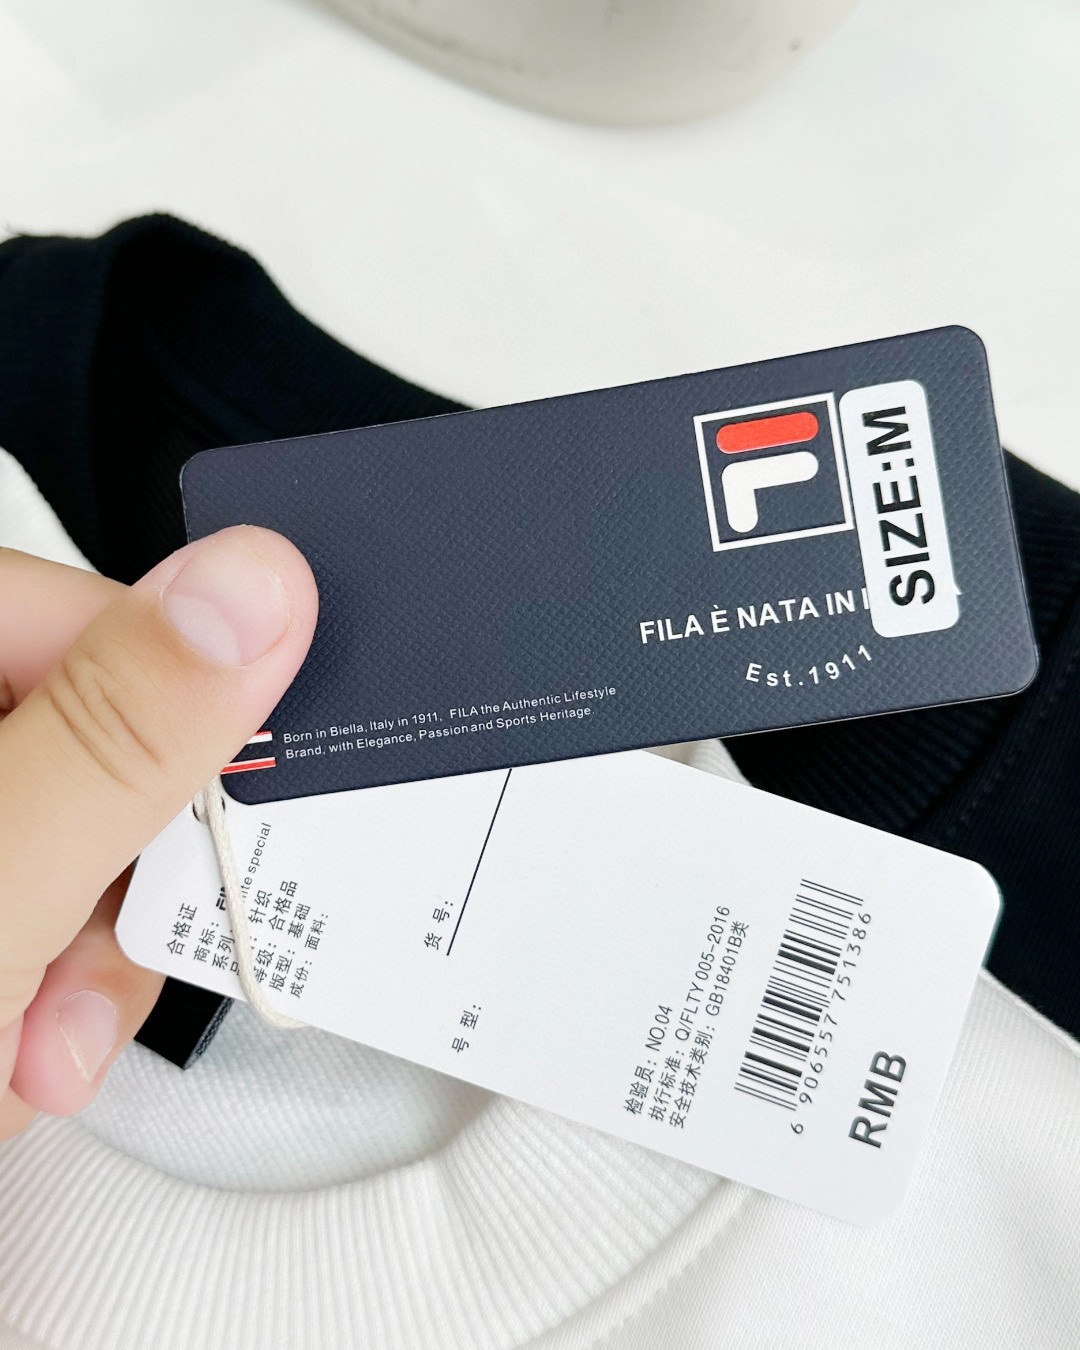 SIZE:M
FILA È NATA IN I
Est.1911
Born in Biella, Italy in 1911, FILA the Authentic Lifestyle
Brand, with Elegance, Passion and Sports Heritage.
合格证
商标:
系列 ite special
针织
等级: 合格品
版型: 基础
成份: 面料:
货号:
号型:
检验员: NO.04
执行标准: Q/FLTY 005-2016
安全技术类别: GB18401B类
6 906557 751386
RMB